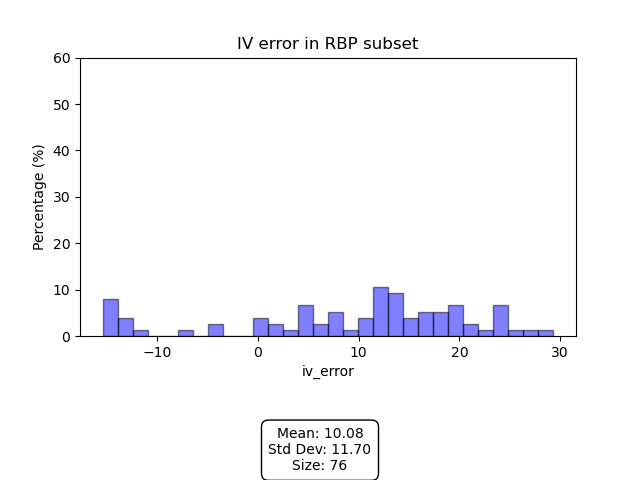 IV error in RBP subset
60
50
40
30
20
10
0
Percentage (%)
−10
0
10
20
30
iv_error
Mean: 10.08
Std Dev: 11.70
Size: 76